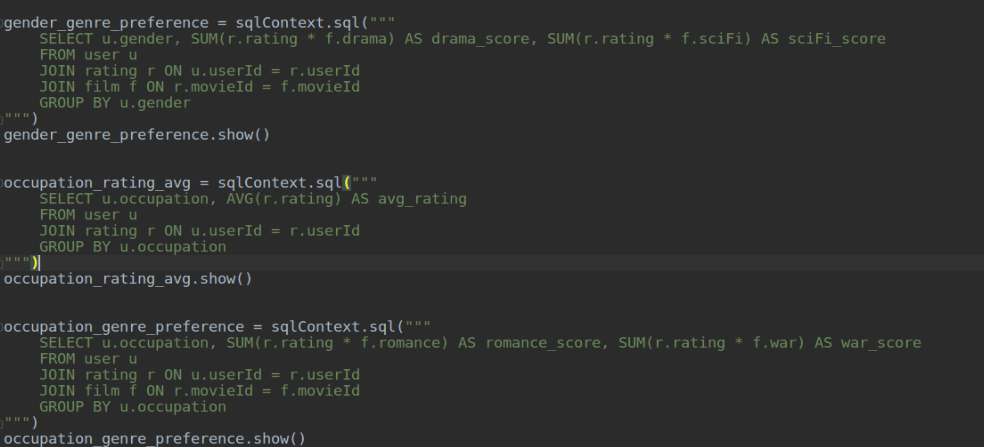 gender_genre_preference = sqlContext.sql("""
    SELECT u.gender, SUM(r.rating * f.drama) AS drama_score, SUM(r.rating * f.sciFi) AS sciFi_score
    FROM user u
    JOIN rating r ON u.userId = r.userId
    JOIN film f ON r.movieId = f.movieId
    GROUP BY u.gender
""")
gender_genre_preference.show()
occupation_rating_avg = sqlContext.sql("""
    SELECT u.occupation, AVG(r.rating) AS avg_rating
    FROM user u
    JOIN rating r ON u.userId = r.userId
    GROUP BY u.occupation
""")
occupation_rating_avg.show()
occupation_genre_preference = sqlContext.sql("""
    SELECT u.occupation, SUM(r.rating * f.romance) AS romance_score, SUM(r.rating * f.war) AS war_score
    FROM user u
    JOIN rating r ON u.userId = r.userId
    JOIN film f ON r.movieId = f.movieId
    GROUP BY u.occupation
""")
occupation_genre_preference.show()